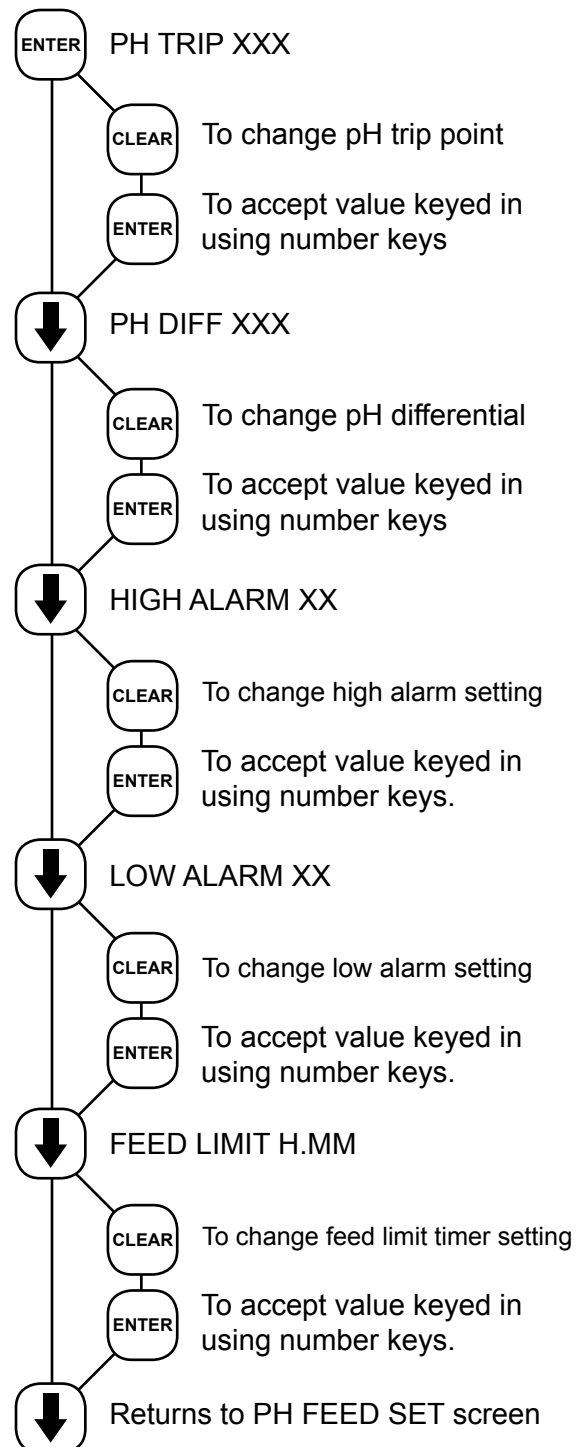 ENTER PH TRIP XXX
CLEAR To change pH trip point
To accept value keyed in
ENTER using number keys
PH DIFF XXX
CLEAR To change pH differential
To accept value keyed in
ENTER using number keys
HIGH ALARM XX
CLEAR To change high alarm setting
To accept value keyed in
ENTER using number keys.
LOW ALARM XX
CLEAR To change low alarm setting
To accept value keyed in
ENTER using number keys.
FEED LIMIT H.MM
CLEAR To change feed limit timer setting
To accept value keyed in
ENTER using number keys.
Returns to PH FEED SET screen